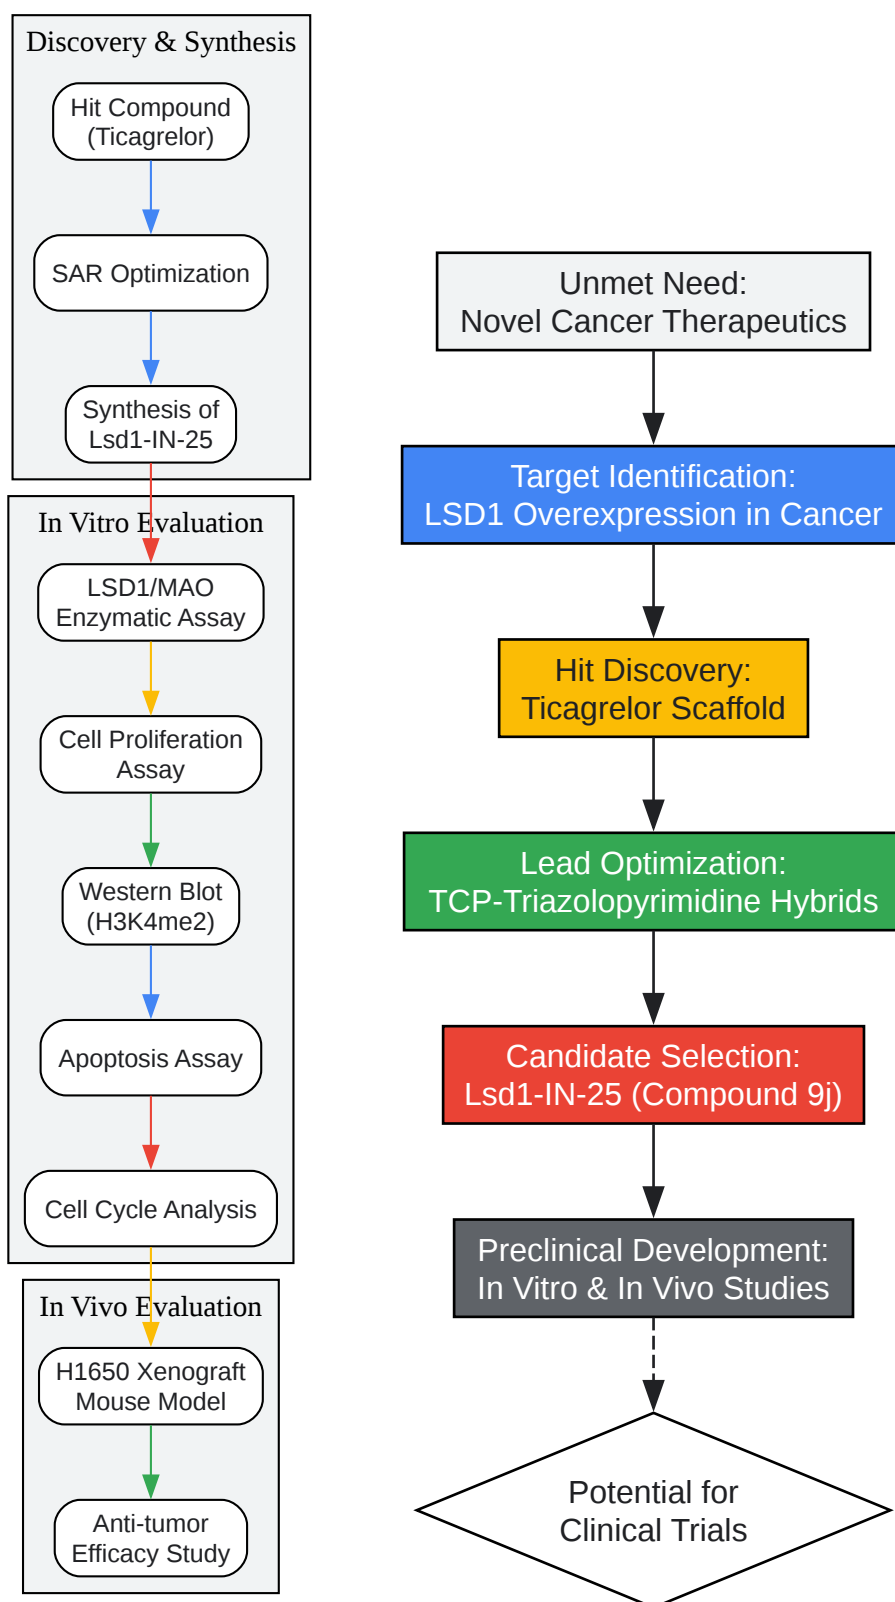 Discovery & Synthesis
Hit Compound
(Ticagrelor)
SAR Optimization
Synthesis of
Lsd1-IN-25
In Vitro Evaluation
LSD1/MAO
Enzymatic Assay
Cell Proliferation
Assay
Western Blot
(H3K4me2)
Apoptosis Assay
Cell Cycle Analysis
In Vivo Evaluation
H1650 Xenograft
Mouse Model
Anti-tumor
Efficacy Study
Unmet Need:
Novel Cancer Therapeutics
Target Identification:
LSD1 Overexpression in Cancer
Hit Discovery:
Ticagrelor Scaffold
Lead Optimization:
TCP-Triazolopyrimidine Hybrids
Candidate Selection:
Lsd1-IN-25 (Compound 9j)
Preclinical Development:
In Vitro & In Vivo Studies
Potential for
Clinical Trials